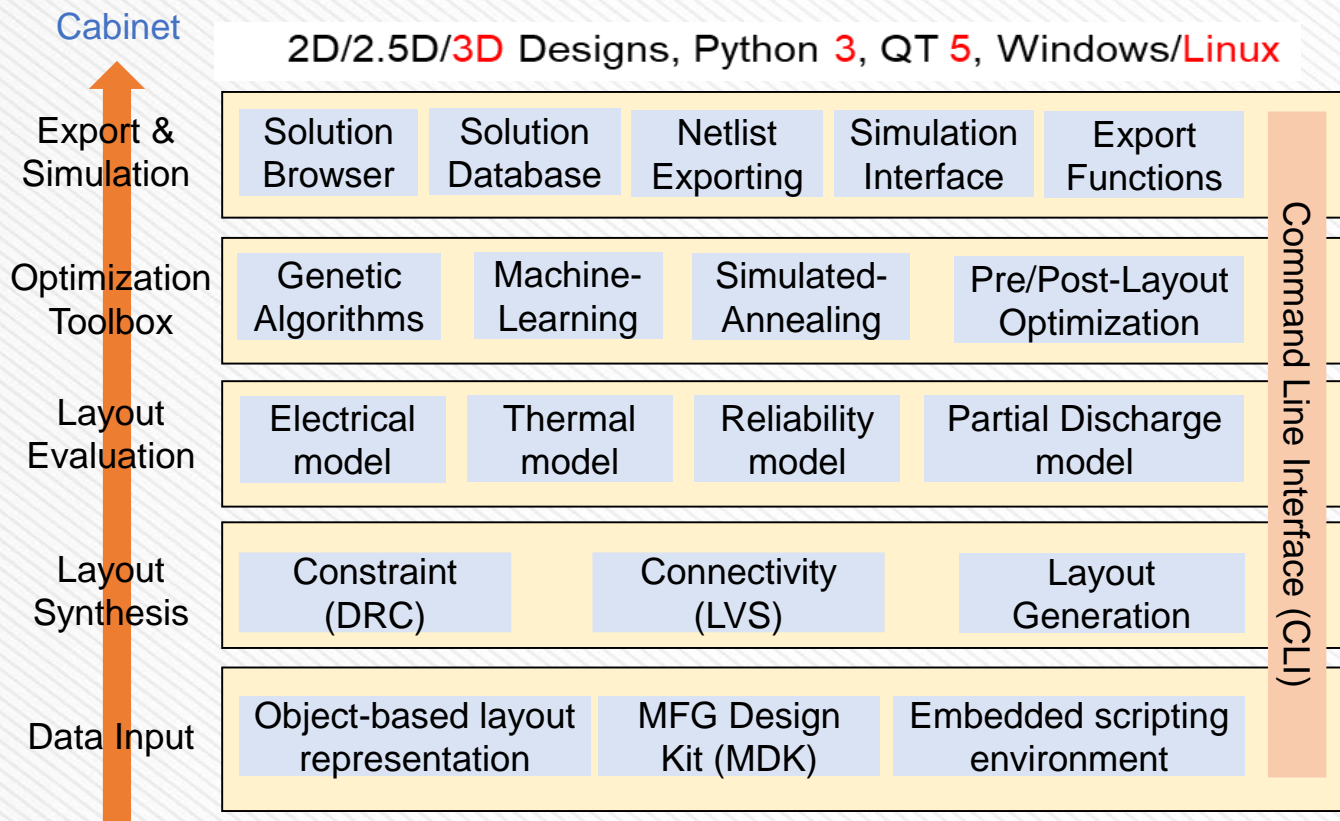 Cabinet
2D/2.5D/3D Designs, Python 3, QT 5, Windows/Linux
Export &
Simulation
Solution
Browser
Solution
Database
Netlist
Exporting
Simulation
Interface
Export
Functions
Optimization
Toolbox
Genetic
Algorithms
Machine-
Learning
Simulated-
Annealing
Pre/Post-Layout
Optimization
Layout
Evaluation
Electrical
model
Thermal
model
Reliability
model
Partial Discharge
model
Layout
Synthesis
Constraint
(DRC)
Connectivity
(LVS)
Layout
Generation
Data Input
Object-based layout
representation
MFG Design
Kit (MDK)
Embedded scripting
environment
Command Line Interface (CLI)